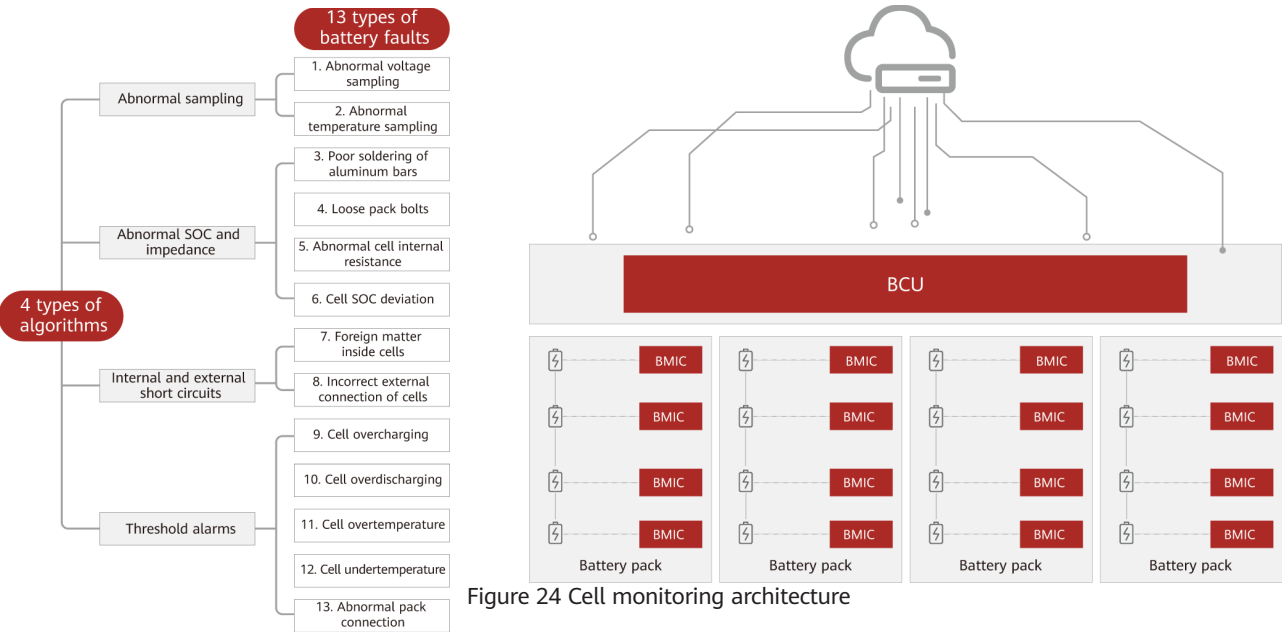 13 types of
battery faults
4 types of
algorithms
Abnormal sampling
1. Abnormal voltage
sampling
2. Abnormal
temperature sampling
Abnormal SOC and
impedance
3. Poor soldering of
aluminum bars
4. Loose pack bolts
5. Abnormal cell internal
resistance
6. Cell SOC deviation
Internal and external
short circuits
7. Foreign matter
inside cells
8. Incorrect external
connection of cells
Threshold alarms
9. Cell overcharging
10. Cell overdischarging
11. Cell overtemperature
12. Cell undertemperature
13. Abnormal pack
connection
BCU
BMIC
BMIC
BMIC
BMIC
Battery pack
BMIC
BMIC
BMIC
BMIC
Battery pack
BMIC
BMIC
BMIC
BMIC
Battery pack
BMIC
BMIC
BMIC
BMIC
Battery pack
Figure 24 Cell monitoring architecture